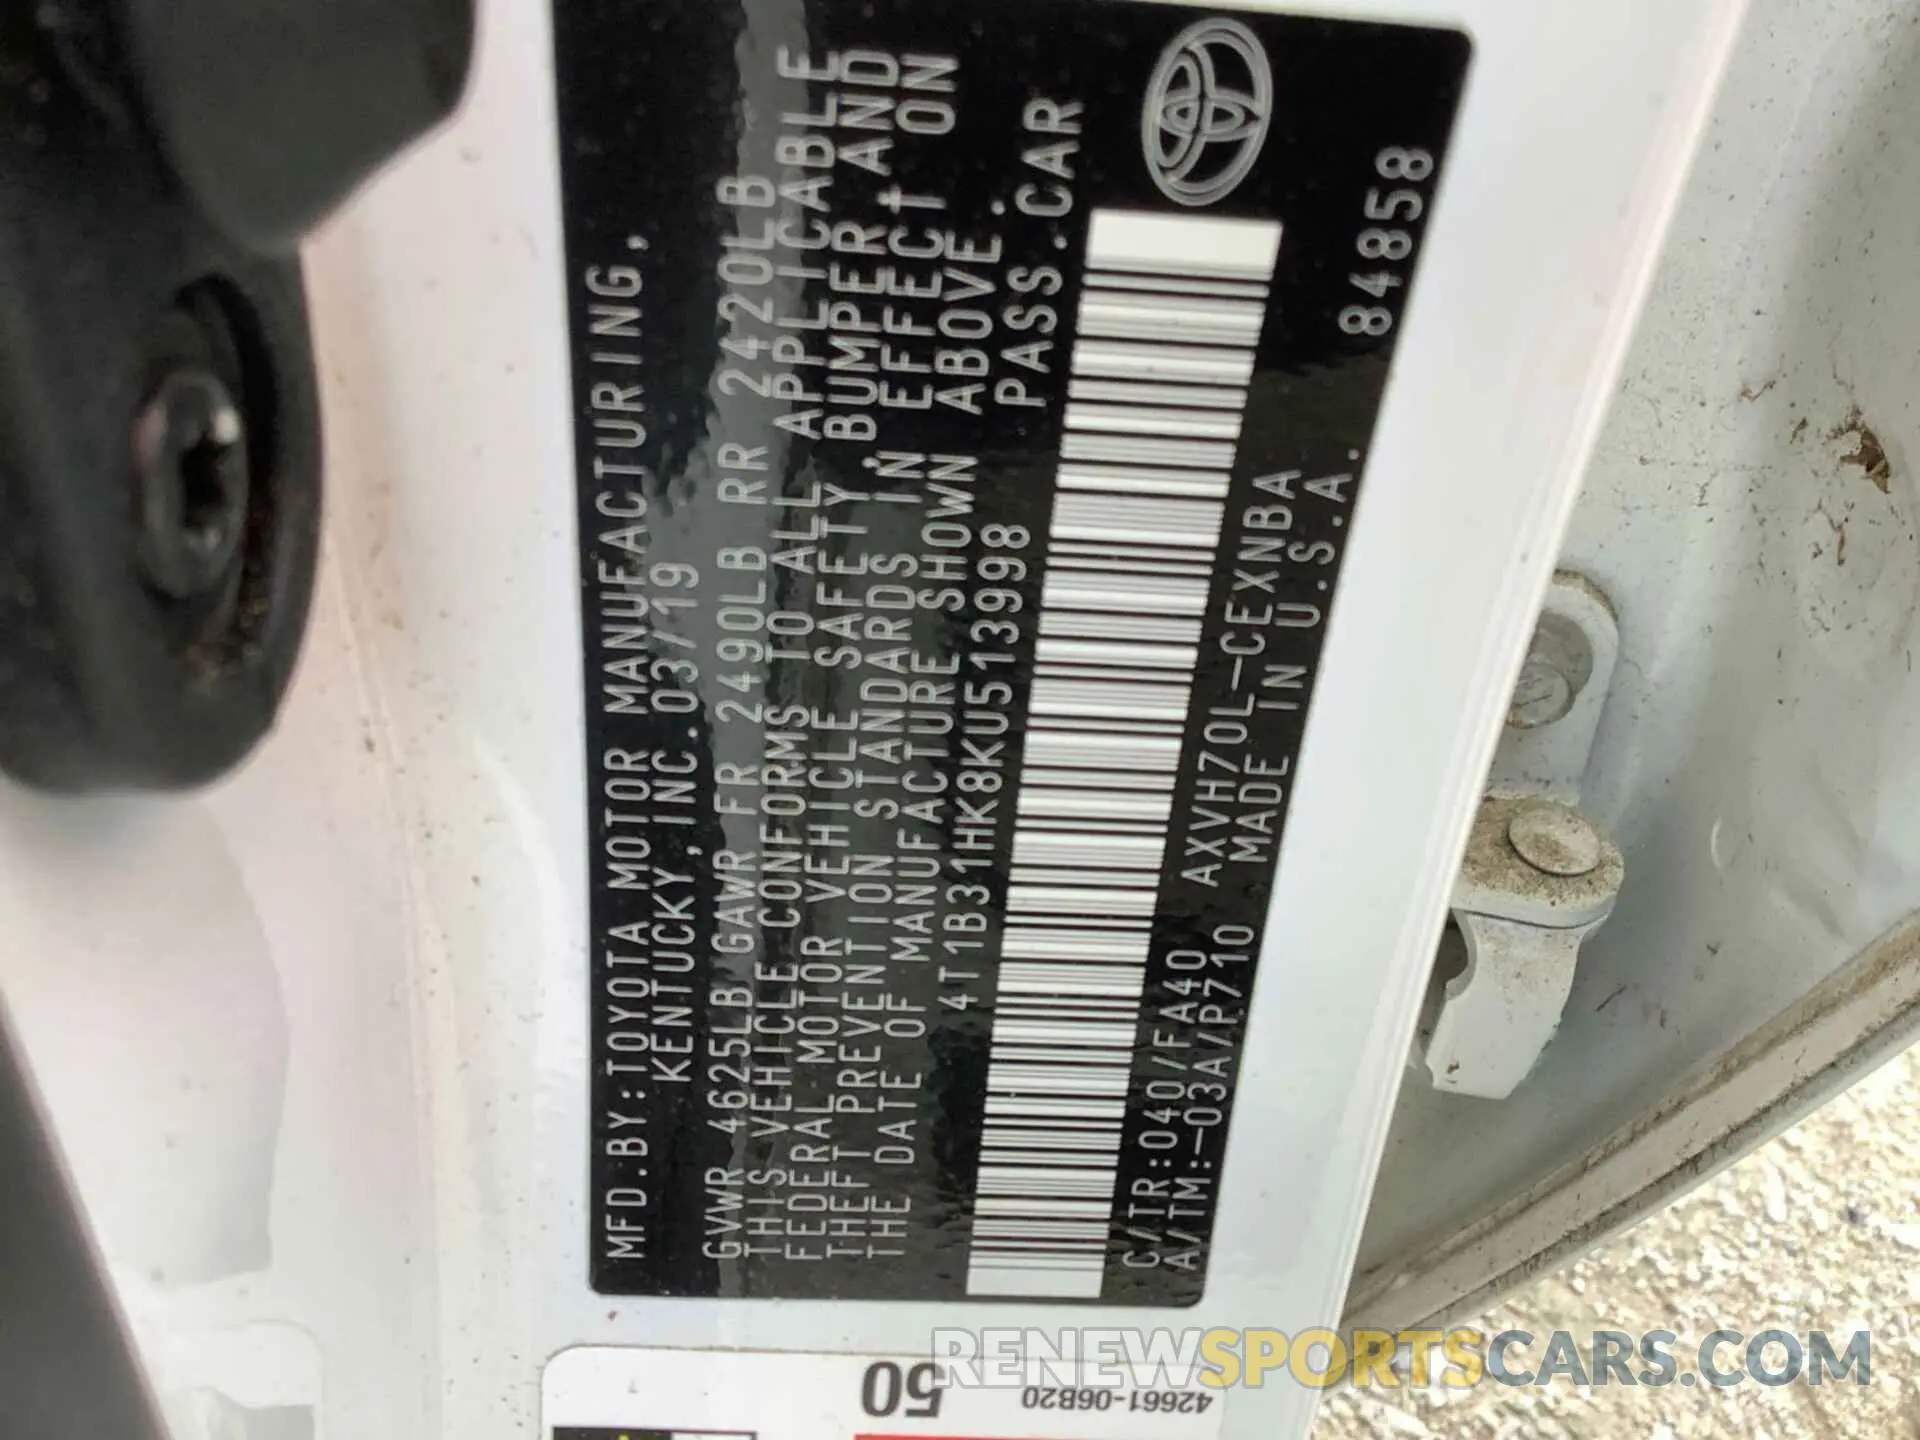 MFD.BY:TOYOTA MOTOR MANUFACTURING,
KENTUCKY, INC. 03/19
GVWR 4625LB GAWR FR 2490LB RR 2420LB
THIS VEHICLE CONFORMS TO ALL APPLICABLE
FEDERAL MOTOR VEHICLE SAFETY, BUMPER, AND
THEFT PREVENTION STANDARDS IN EFFECT ON
THE DATE OF MANUFACTURE SHOWN ABOVE.
4T1B31HK8KU513998 PASS.CAR
C/TR:040/FA40 AXVH70L-CEXNBA
A/TM:-03A/P710 MADE IN U.S.A.
84858
50
42661-06B20
RENEWSPORTSCARS.COM